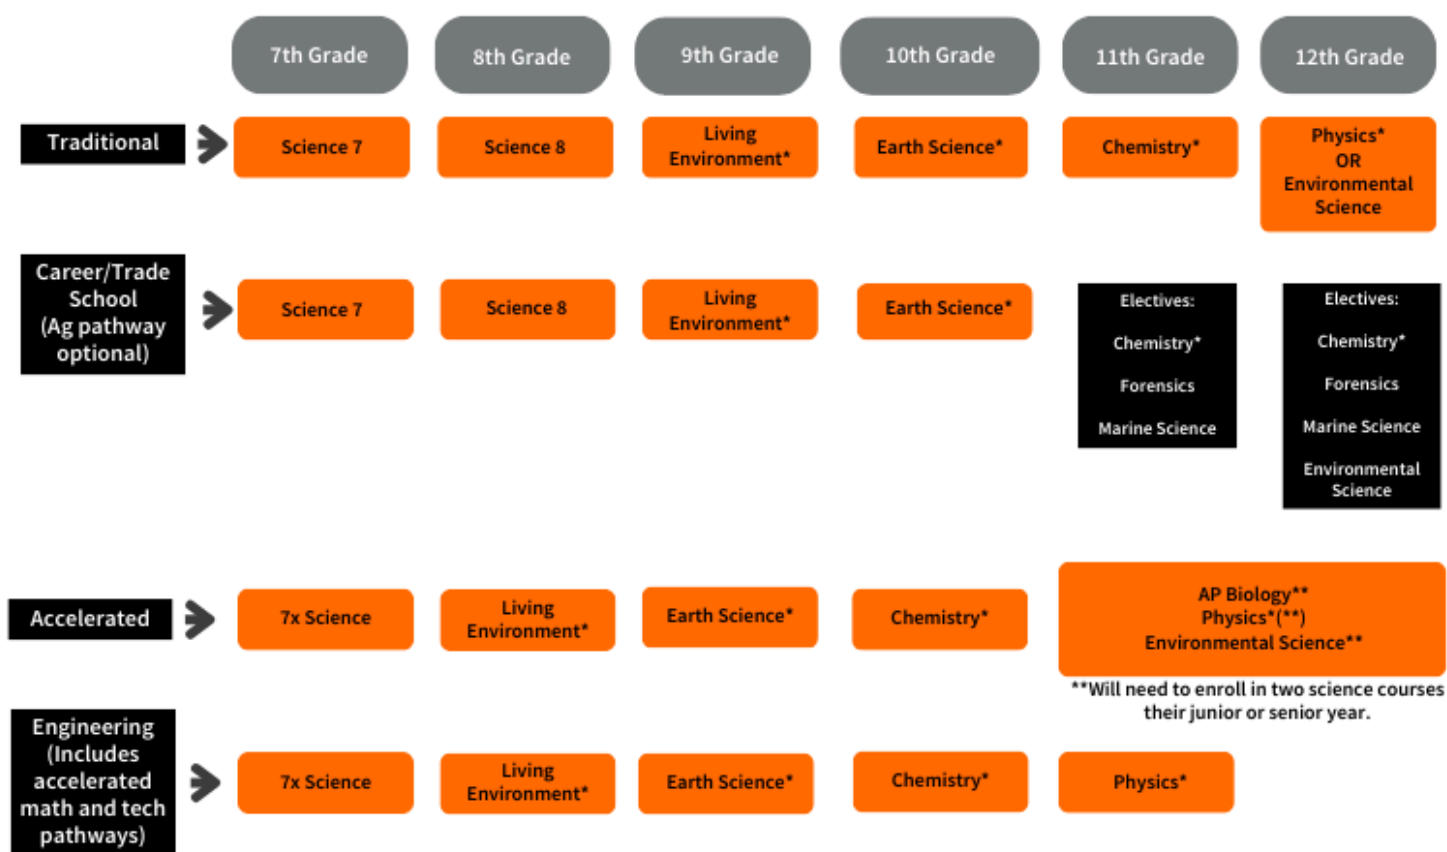 7th Grade
8th Grade
9th Grade
10th Grade
11th Grade
12th Grade
Traditional
Science 7
Science 8
Living
Environment*
Earth Science*
Chemistry*
Physics*
OR
Environmental
Science
Career/Trade
School
(Ag pathway
optional)
Science 7
Science 8
Living
Environment*
Earth Science*
Electives:
Chemistry*
Forensics
Marine Science
Electives:
Chemistry*
Forensics
Marine Science
Environmental
Science
Accelerated
7x Science
Living
Environment*
Earth Science*
Chemistry*
AP Biology**
Physics*(**)
Environmental Science**
**Will need to enroll in two science courses
their junior or senior year.
Engineering
(Includes
accelerated
math and tech
pathways)
7x Science
Living
Environment*
Earth Science*
Chemistry*
Physics*